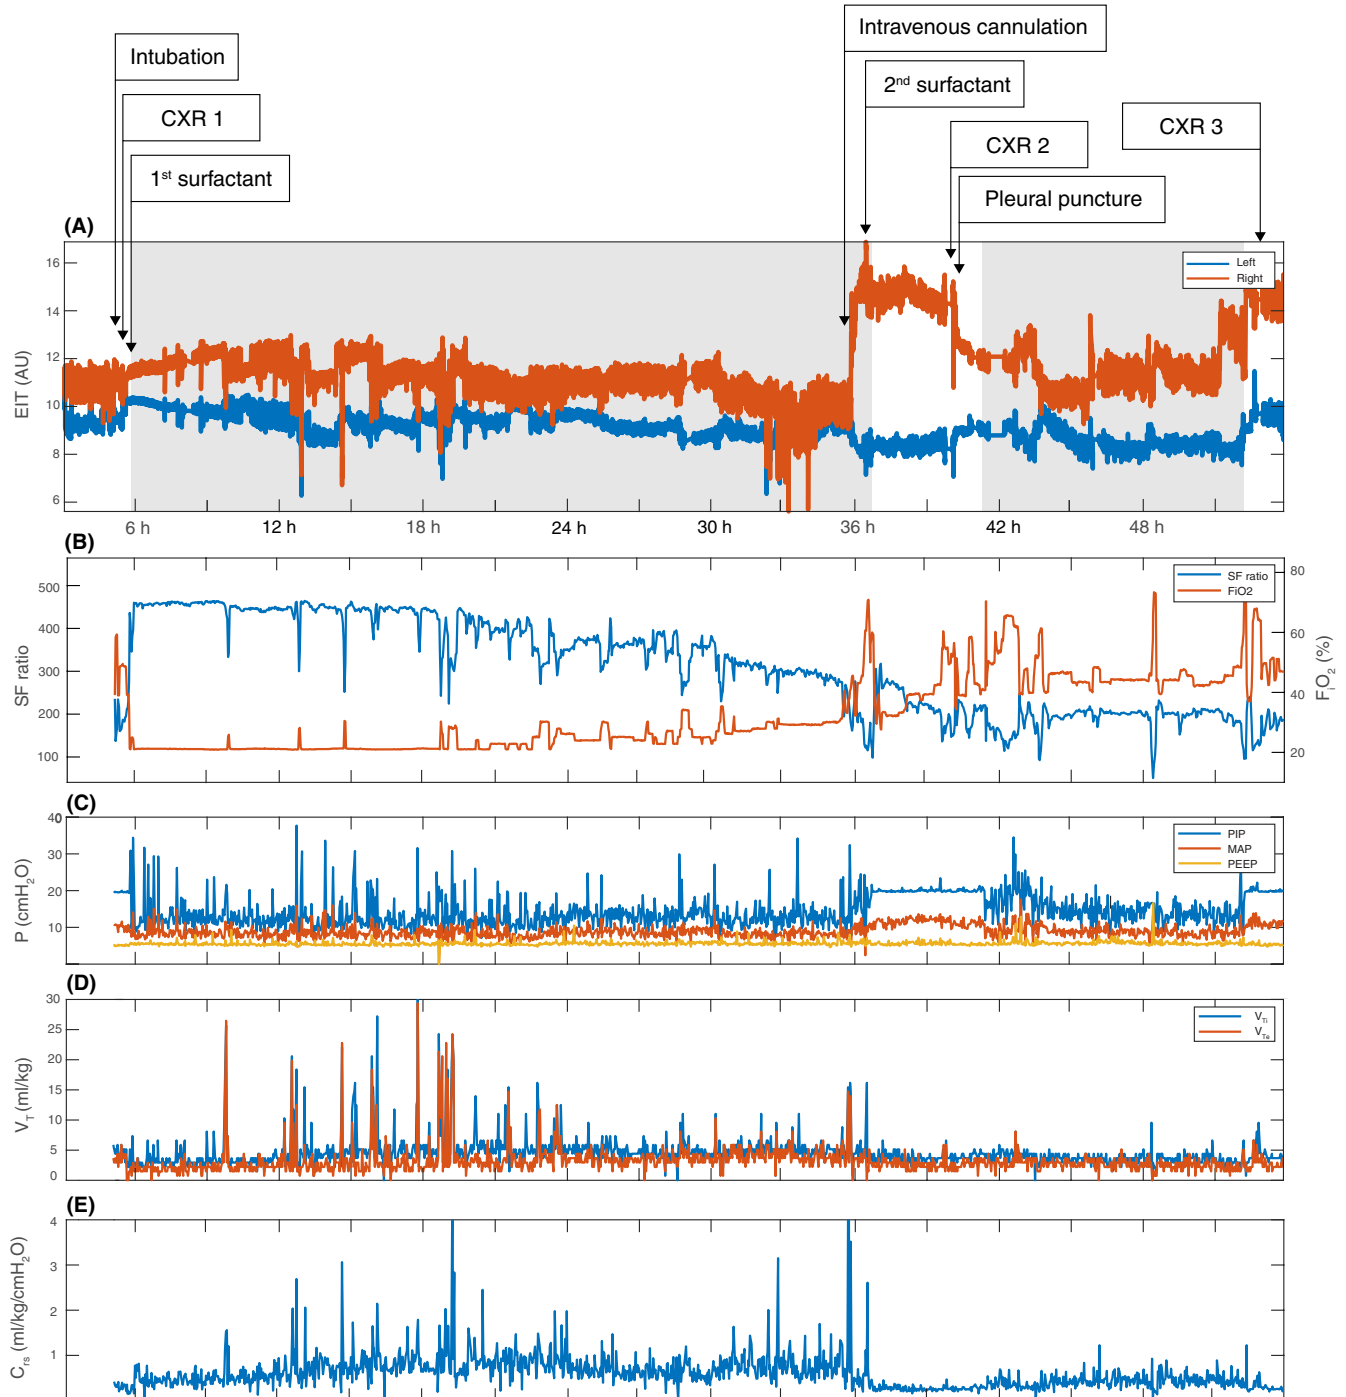 Intravenous cannulation
Intubation
2nd surfactant
CXR 1
CXR 3
CXR 2
1st surfactant
Pleural puncture
(A)
16
14
12
10
8
6
EIT (AU)
Left
Right
6 h
12 h
18 h
24 h
30 h
36 h
42 h
48 h
(B)
500
400
300
200
100
SF ratio
80
60
40
20
FiO2 (%)
SF ratio
FiO2
(C)
40
30
20
10
P (cmH2O)
PIP
MAP
PEEP
(D)
30
25
20
15
10
5
0
VT (ml/kg)
VTi
VTe
(E)
4
3
2
1
Crs (ml/kg/cmH2O)